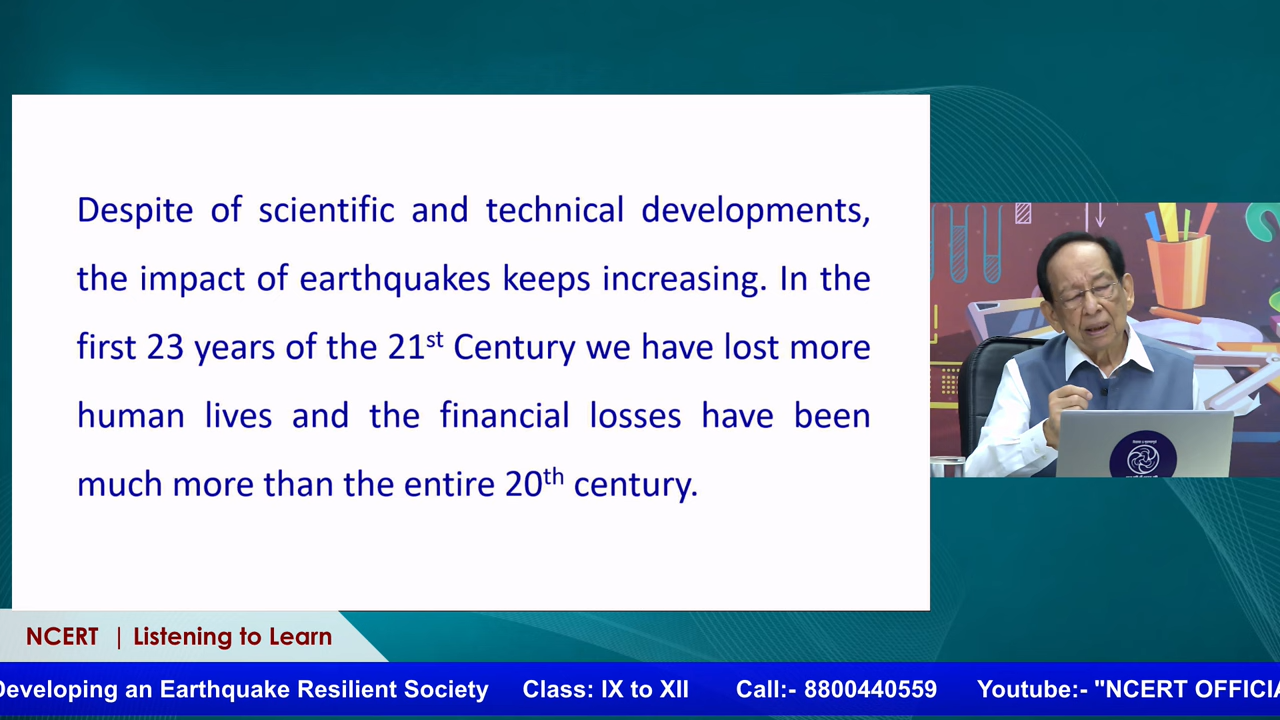 Despite of scientific and technical developments,
the impact of earthquakes keeps increasing. In the
first 23 years of the 21st Century we have lost more
human lives and the financial losses have been
much more than the entire 20th century.
NCERT | Listening to Learn
Developing an Earthquake Resilient Society Class: IX to XII Call:- 8800440559 Youtube:- "NCERT OFFICIA